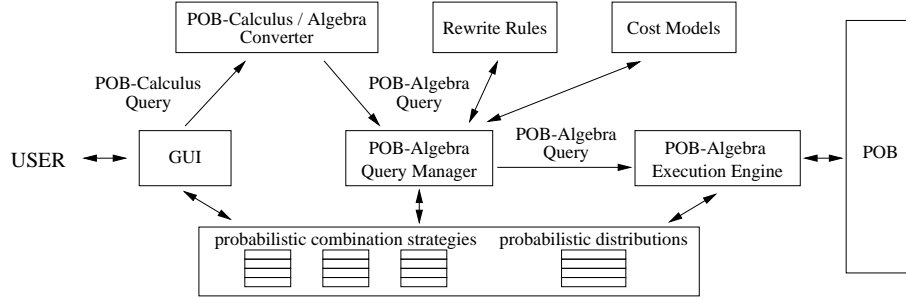 POB-Calculus / Algebra
Converter
Rewrite Rules
Cost Models
POB-Calculus
Query
POB-Algebra
Query
USER
GUI
POB-Algebra
Query Manager
POB-Algebra
Query
POB-Algebra
Execution Engine
POB
probabilistic combination strategies
probabilistic distributions